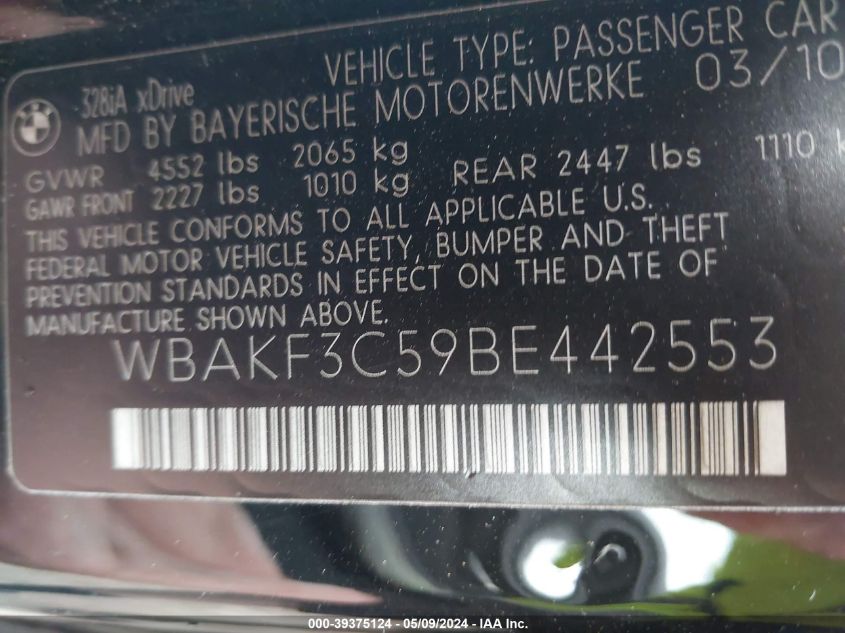 VEHICLE TYPE: PASSENGER CAR
328iA xDrive
MFD BY BAYERISCHE MOTORENWERKE 03/10
GVWR 4552 lbs 2065 kg
GAWR FRONT 2227 lbs 1010 kg REAR 2447 lbs 1110 k
THIS VEHICLE CONFORMS TO ALL APPLICABLE U.S.
FEDERAL MOTOR VEHICLE SAFETY, BUMPER AND THEFT
PREVENTION STANDARDS IN EFFECT ON THE DATE OF
MANUFACTURE SHOWN ABOVE.
WBAKF3C59BE442553
000-39375124 - 05/09/2024 - IAA Inc.